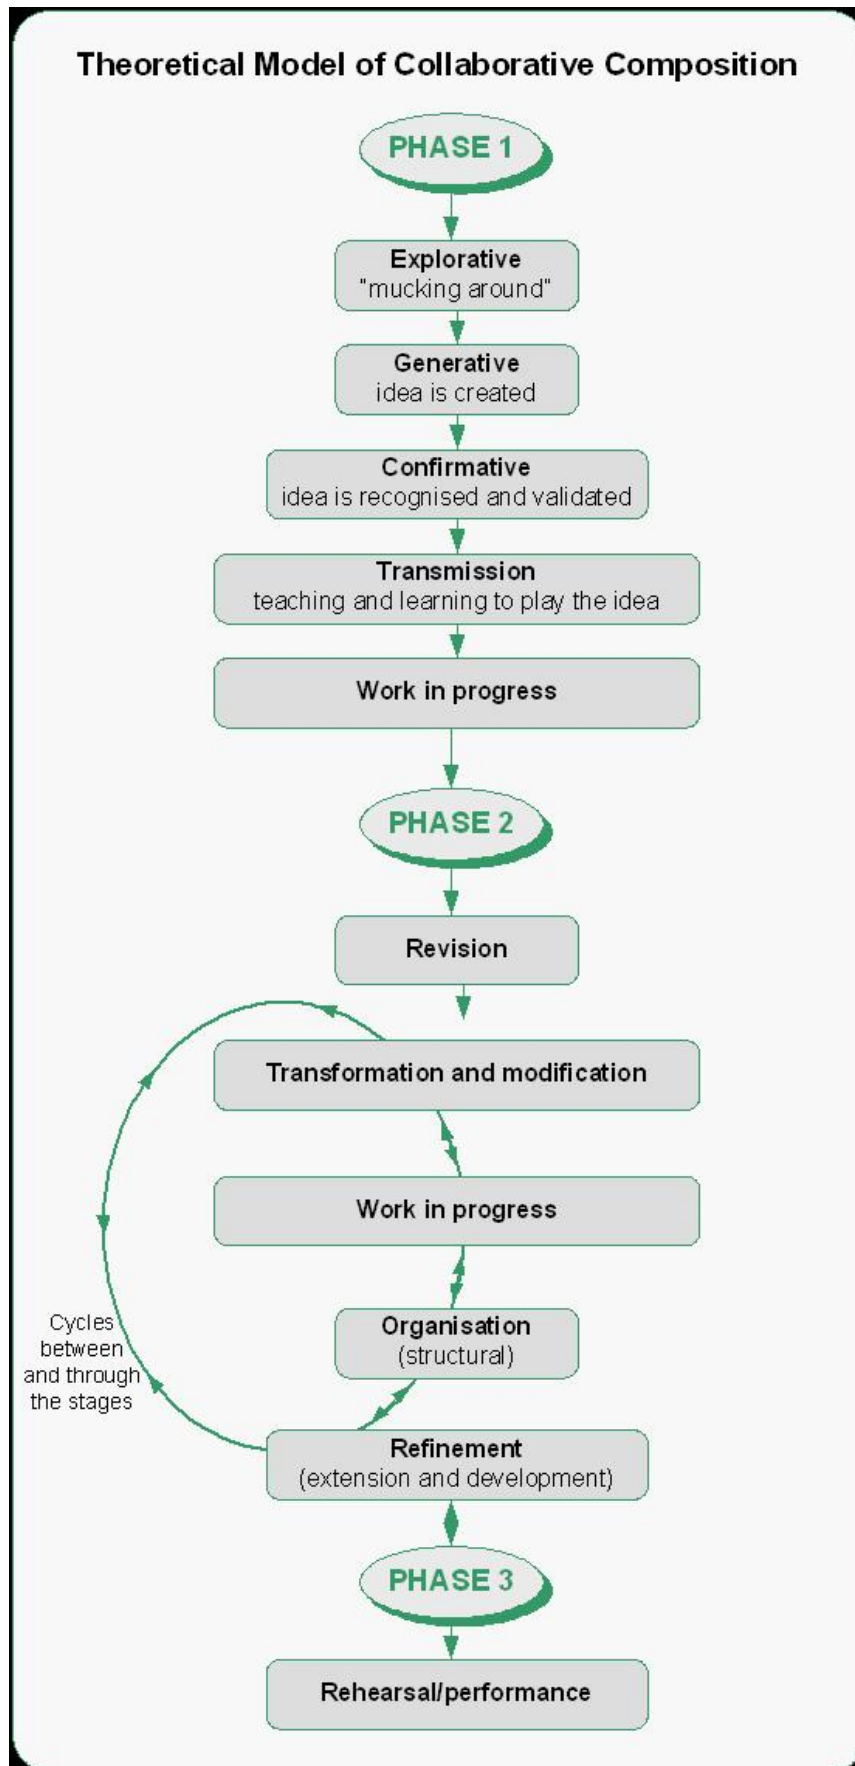 Theoretical Model of Collaborative Composition
PHASE 1
Explorative
"mucking around"
Generative
idea is created
Confirmative
idea is recognised and validated
Transmission
teaching and learning to play the idea
Work in progress
PHASE 2
Revision
Transformation and modification
Work in progress
Organisation
(structural)
Cycles
between
and through
the stages
Refinement
(extension and development)
PHASE 3
Rehearsal/performance